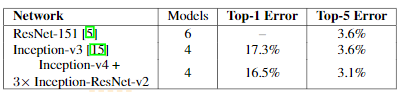 Network Models Top-1 Error Top-5 Error
ResNet-151 [5] 6 – 3.6%
Inception-v3 [15] 4 17.3% 3.6%
Inception-v4 +
3× Inception-ResNet-v2 4 16.5% 3.1%